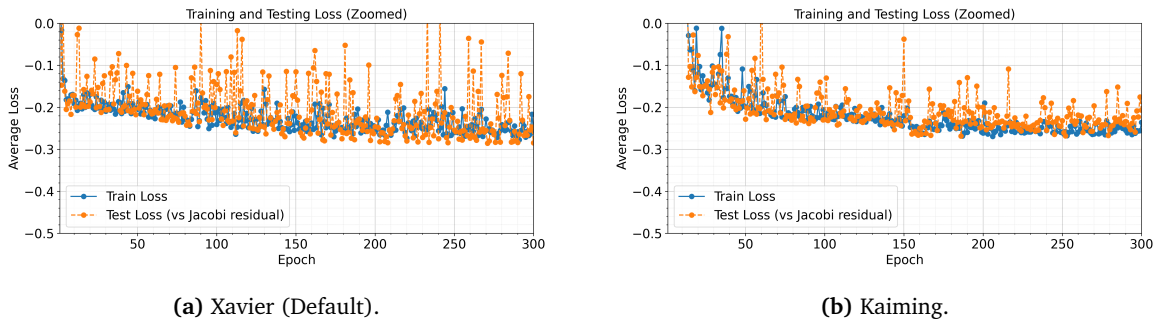 Training and Testing Loss (Zoomed)
0.0
−0.1
−0.2
−0.3
−0.4
−0.5
Average Loss
Train Loss
Test Loss (vs Jacobi residual)
50
100
150
200
250
300
Epoch
(a) Xavier (Default).
Training and Testing Loss (Zoomed)
0.0
−0.1
−0.2
−0.3
−0.4
−0.5
Average Loss
Train Loss
Test Loss (vs Jacobi residual)
50
100
150
200
250
300
Epoch
(b) Kaiming.